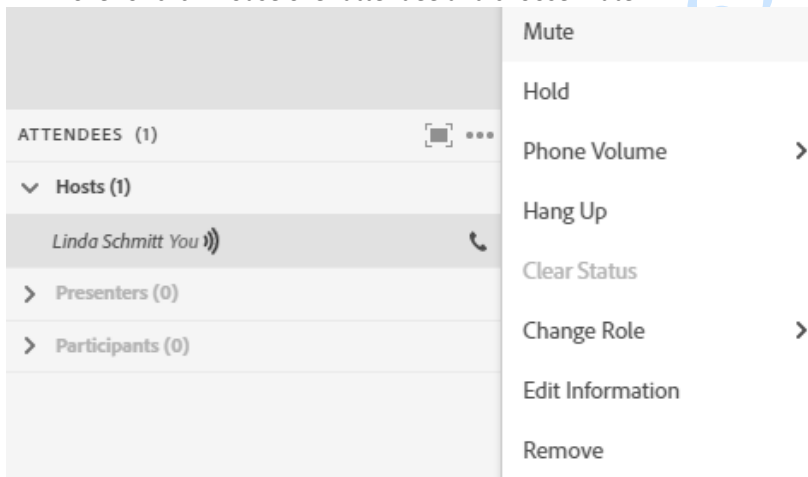 ATTENDEES (1)
Hosts (1)
Linda Schmitt You
Presenters (0)
Participants (0)
Mute
Hold
Phone Volume
Hang Up
Clear Status
Change Role
Edit Information
Remove